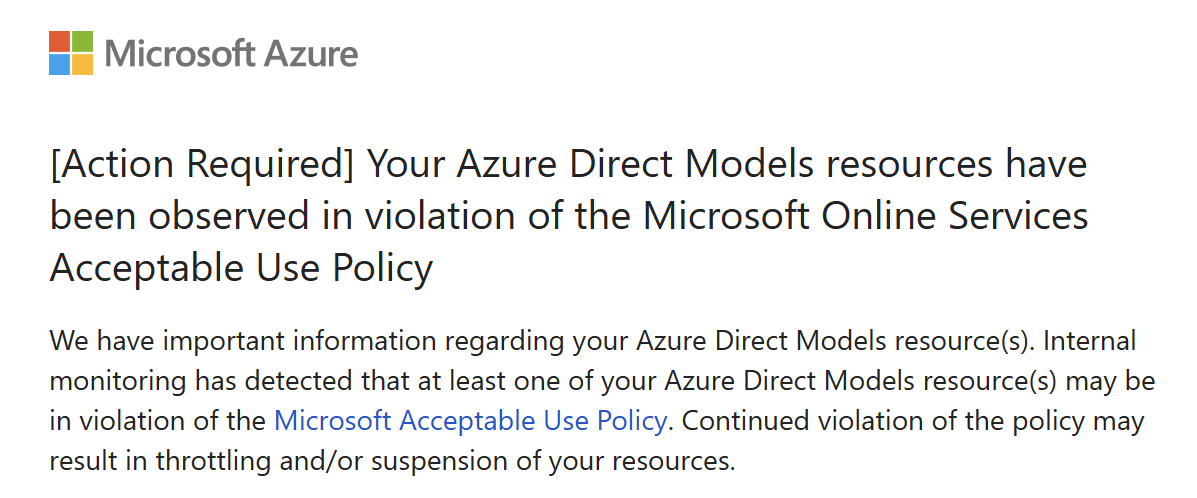 Microsoft Azure
[Action Required] Your Azure Direct Models resources have
been observed in violation of the Microsoft Online Services
Acceptable Use Policy
We have important information regarding your Azure Direct Models resource(s). Internal
monitoring has detected that at least one of your Azure Direct Models resource(s) may be
in violation of the Microsoft Acceptable Use Policy. Continued violation of the policy may
result in throttling and/or suspension of your resources.